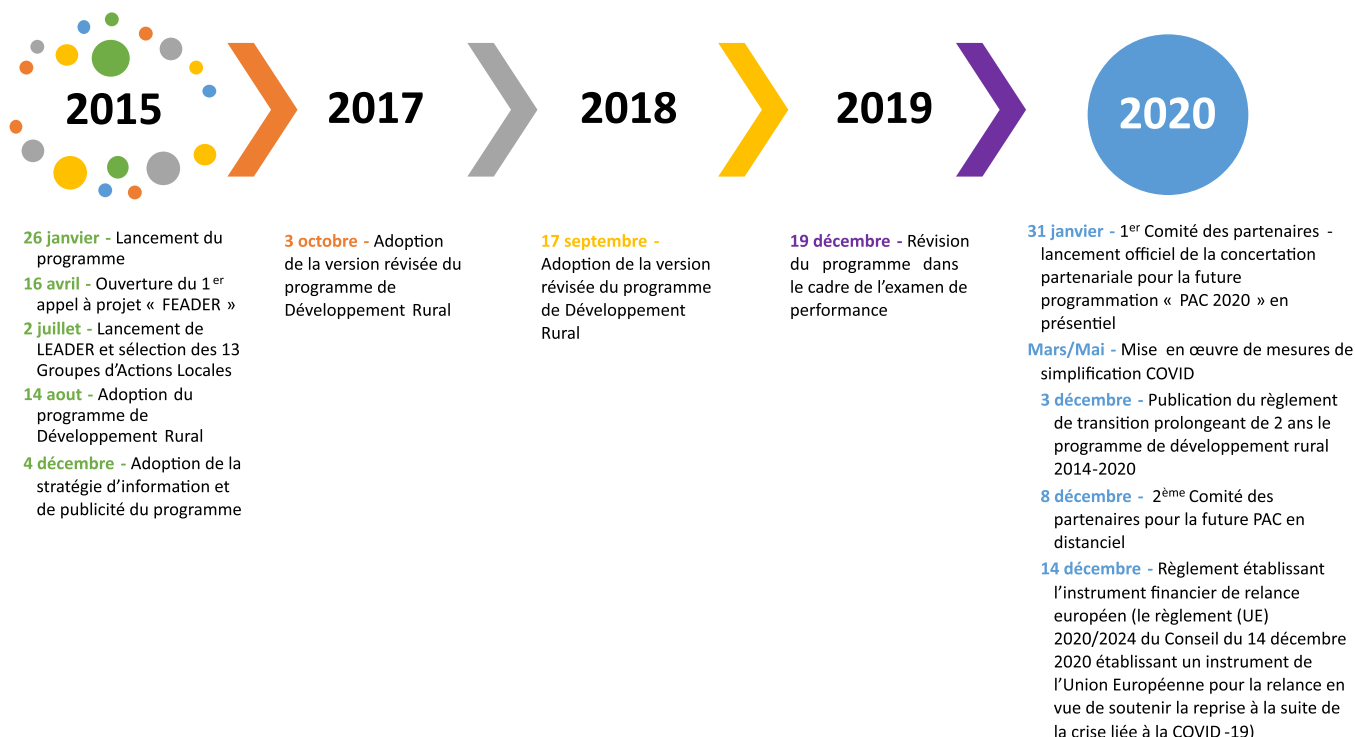 2015
2017
2018
2019
2020
26 janvier - Lancement du
programme
16 avril - Ouverture du 1er
appel à projet « FEADER »
2 juillet - Lancement de
LEADER et sélection des 13
Groupes d'Actions Locales
14 aout - Adoption du
programme de
Développement Rural
4 décembre - Adoption de la
stratégie d'information et
de publicité du programme
3 octobre - Adoption
de la version révisée du
programme de
Développement Rural
17 septembre -
Adoption de la version
révisée du programme
de Développement
Rural
19 décembre - Révision
du programme dans
le cadre de l'examen de
performance
31 janvier - 1er Comité des partenaires -
lancement officiel de la concertation
partenariale pour la future
programmation « PAC 2020 » en
présentiel
Mars/Mai - Mise en œuvre de mesures de
simplification COVID
3 décembre - Publication du règlement
de transition prolongeant de 2 ans le
programme de développement rural
2014-2020
8 décembre - 2ème Comité des
partenaires pour la future PAC en
distanciel
14 décembre - Règlement établissant
l'instrument financier de relance
européen (le règlement (UE)
2020/2024 du Conseil du 14 décembre
2020 établissant un instrument de
l'Union Européenne pour la relance en
vue de soutenir la reprise à la suite de
la crise liée à la COVID -19)